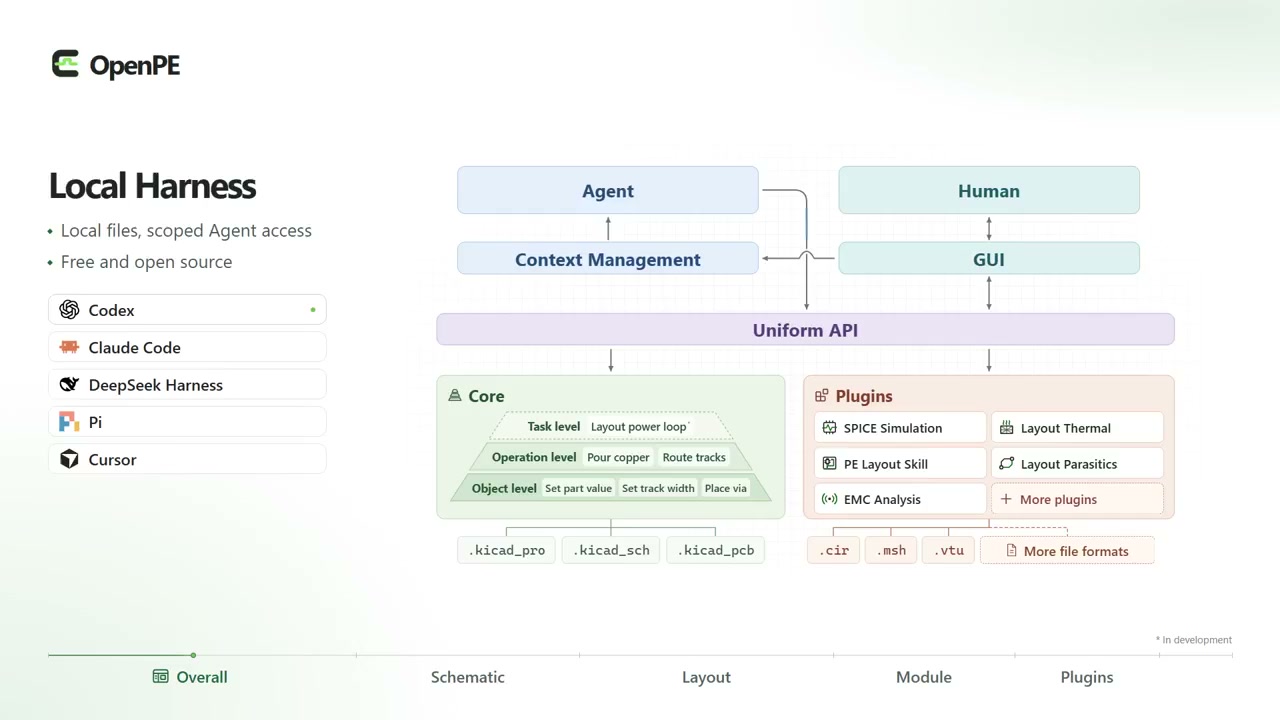 OpenPE
Local Harness
• Local files, scoped Agent access
• Free and open source
Codex
Claude Code
DeepSeek Harness
Pi
Cursor
Agent
Human
Context Management
GUI
Uniform API
Core
Task level Layout power loop*
Operation level Pour copper Route tracks
Object level Set part value Set track width Place via
.kicad_pro .kicad_sch .kicad_pcb
Plugins
SPICE Simulation Layout Thermal
PE Layout Skill Layout Parasitics
EMC Analysis + More plugins
.cir .msh .vtu More file formats
* In development
Overall Schematic Layout Module Plugins